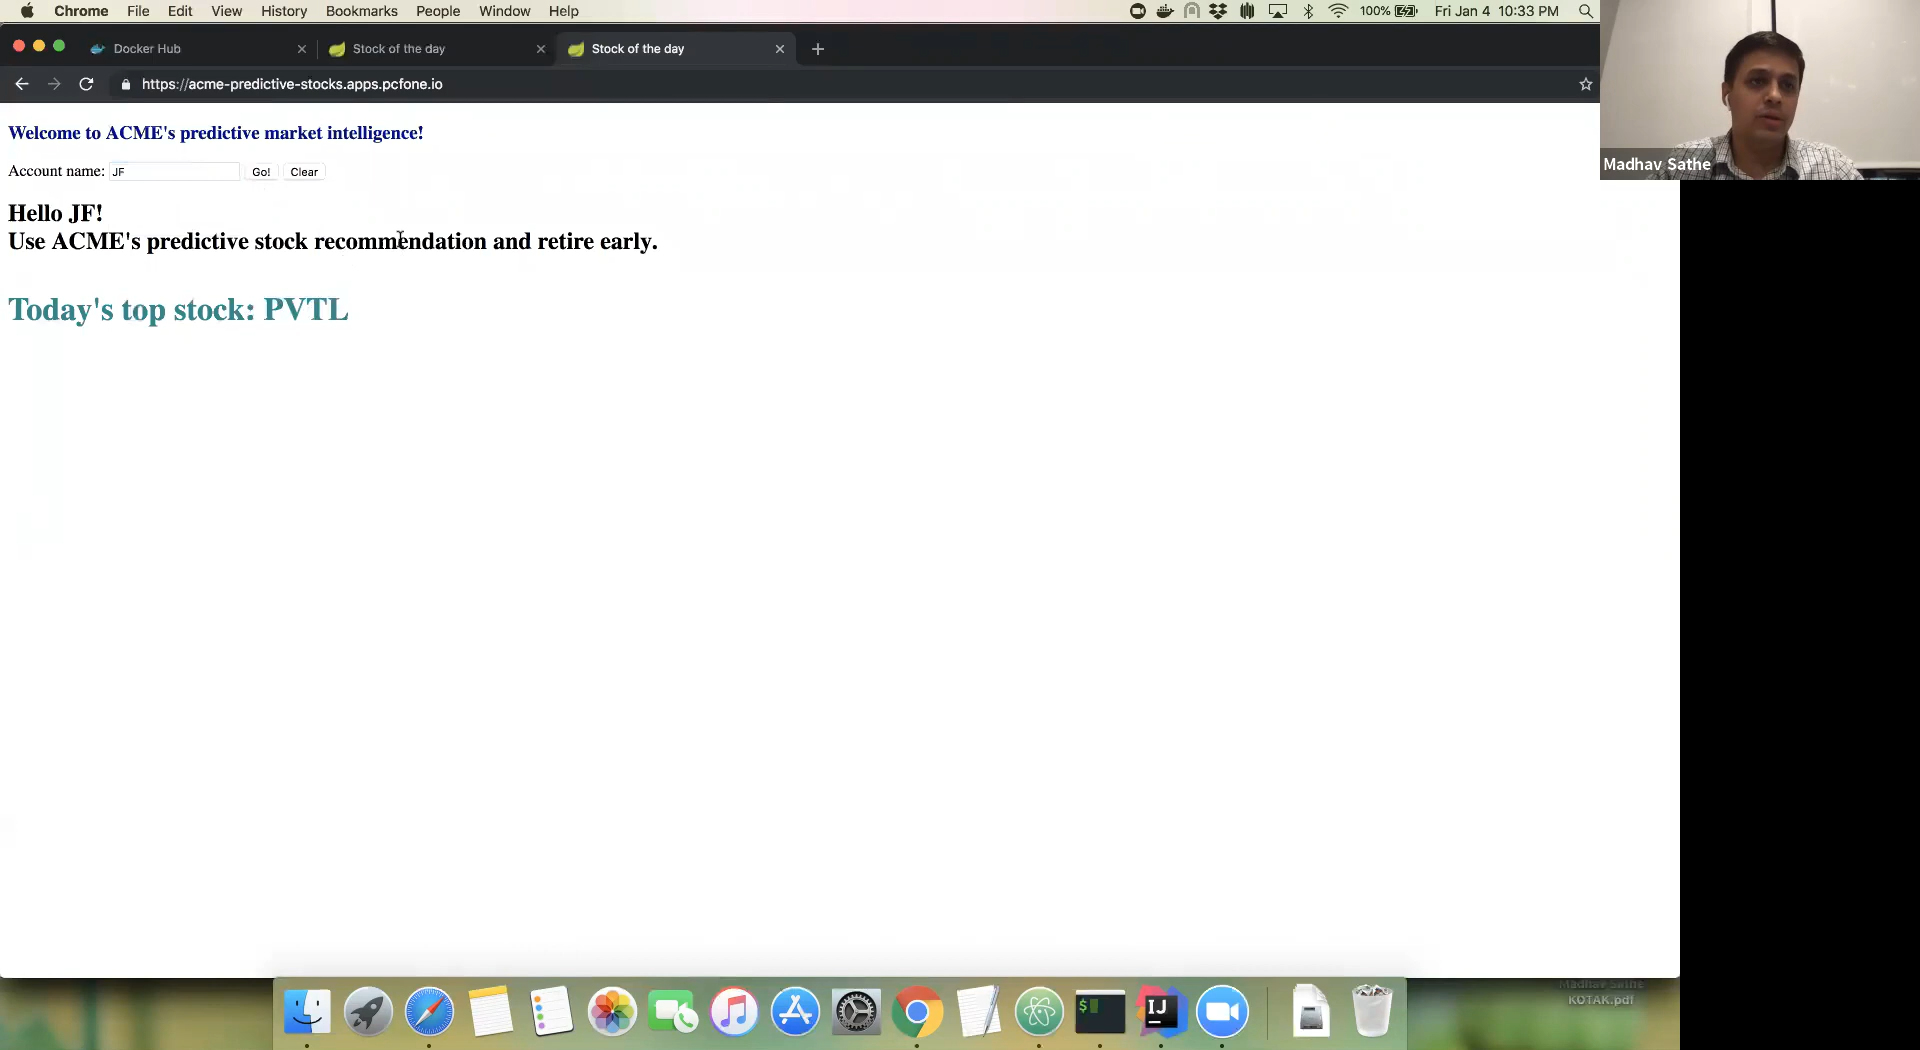 Chrome File Edit View History Bookmarks People Window Help 100% Fri Jan 4 10:33 PM
Docker Hub Stock of the day Stock of the day
https://acme-predictive-stocks.apps.pcfone.io
Welcome to ACME's predictive market intelligence!
Account name: JF Go! Clear
Hello JF!
Use ACME's predictive stock recommendation and retire early.
Today's top stock: PVTL
Madhav Sathe
Madhav Sathe
KOTAK.pdf
$
IJ